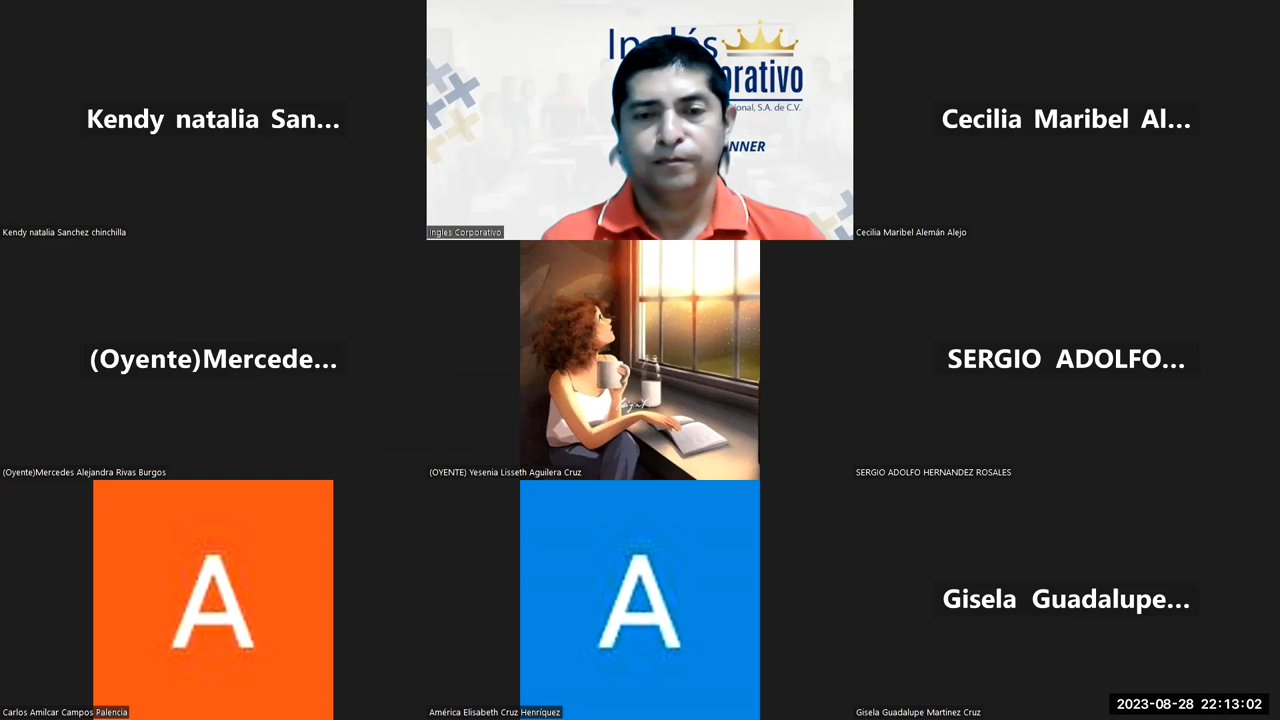 Kendy natalia San...
Kendy natalia Sanchez chinchilla
Inglés
orativo
ional, S.A. de C.V.
NNER
Ingles Corporativo
Cecilia Maribel Al...
Cecilia Maribel Alemán Alejo
(Oyente)Mercede...
(Oyente)Mercedes Alejandra Rivas Burgos
(OYENTE) Yesenia Lisseth Aguilera Cruz
SERGIO ADOLFO...
SERGIO ADOLFO HERNANDEZ ROSALES
A
Carlos Amilcar Campos Palencia
A
América Elisabeth Cruz Henríquez
Gisela Guadalupe...
Gisela Guadalupe Martinez Cruz
2023-08-28 22:13:02